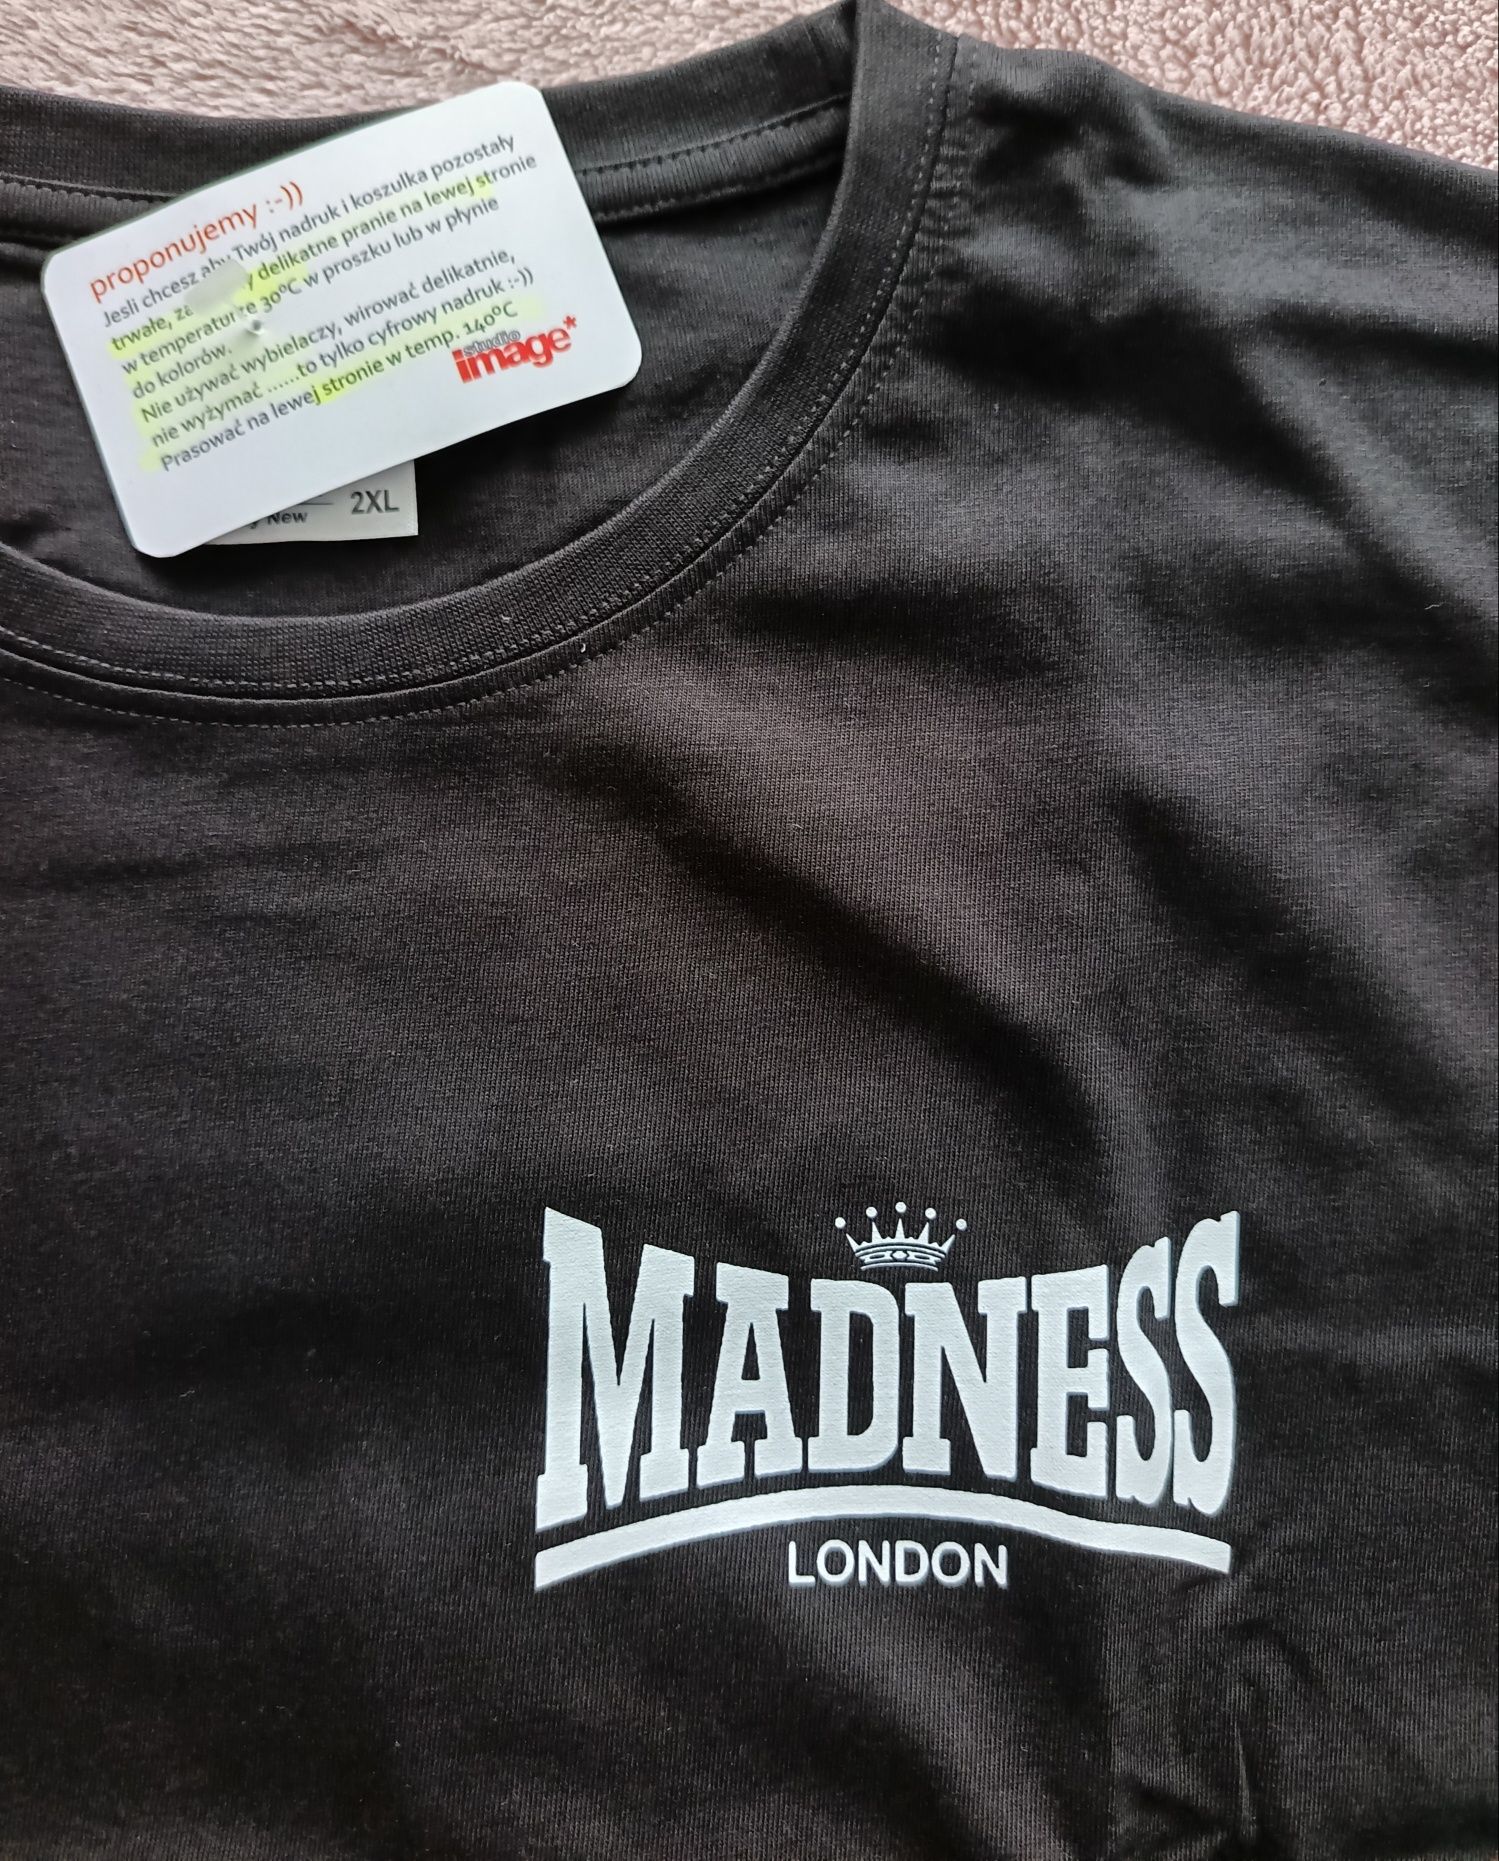 proponujemy :-))
Jesli chcesz aby Twój nadruk i koszulka pozostały
trwałe, delikatne pranie na lewej stronie
w temperaturze 30°C w proszku lub w płynie
do kolorów.
Nie używać wybielaczy, wirować delikatnie,
nie wyżymać ......to tylko cyfrowy nadruk :-))
Prasować na lewej stronie w temp. 140°C
studio
image*
New 2XL
MADNESS
LONDON